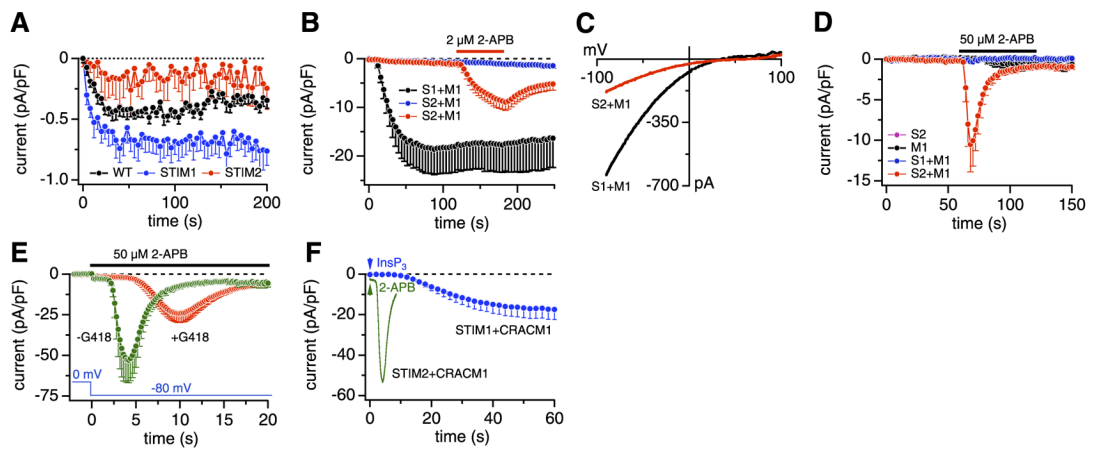 A
B
C
D
0
-0.5
-1.0
current (pA/pF)
WT
STIM1
STIM2
0
100
200
time (s)
2 µM 2-APB
0
-10
-20
current (pA/pF)
S1+M1
S2+M1
S2+M1
0
100
200
time (s)
mV
-100
100
S2+M1
-350
S1+M1
-700
pA
50 µM 2-APB
0
-5
-10
-15
current (pA/pF)
S2
M1
S1+M1
S2+M1
0
50
100
150
time (s)
E
F
50 µM 2-APB
0
-25
-50
-75
current (pA/pF)
-G418
+G418
0 mV
-80 mV
0
5
10
15
20
time (s)
InsP3
2-APB
0
-20
-40
-60
current (pA/pF)
STIM1+CRACM1
STIM2+CRACM1
0
20
40
60
time (s)